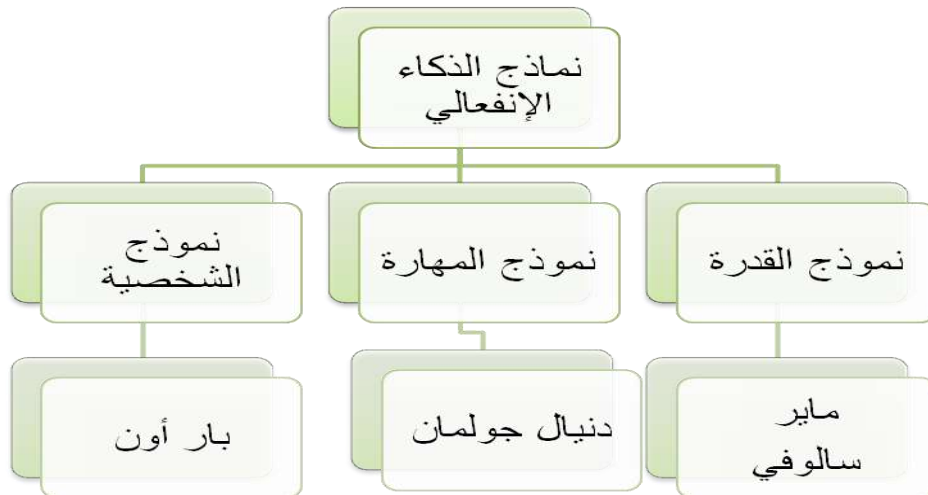 نماذج الذكاء
الإنفعالي
نموذج القدرة
نموذج المهارة
نموذج
الشخصية
ماير
سالوفي
دنيال جولمان
بار أون